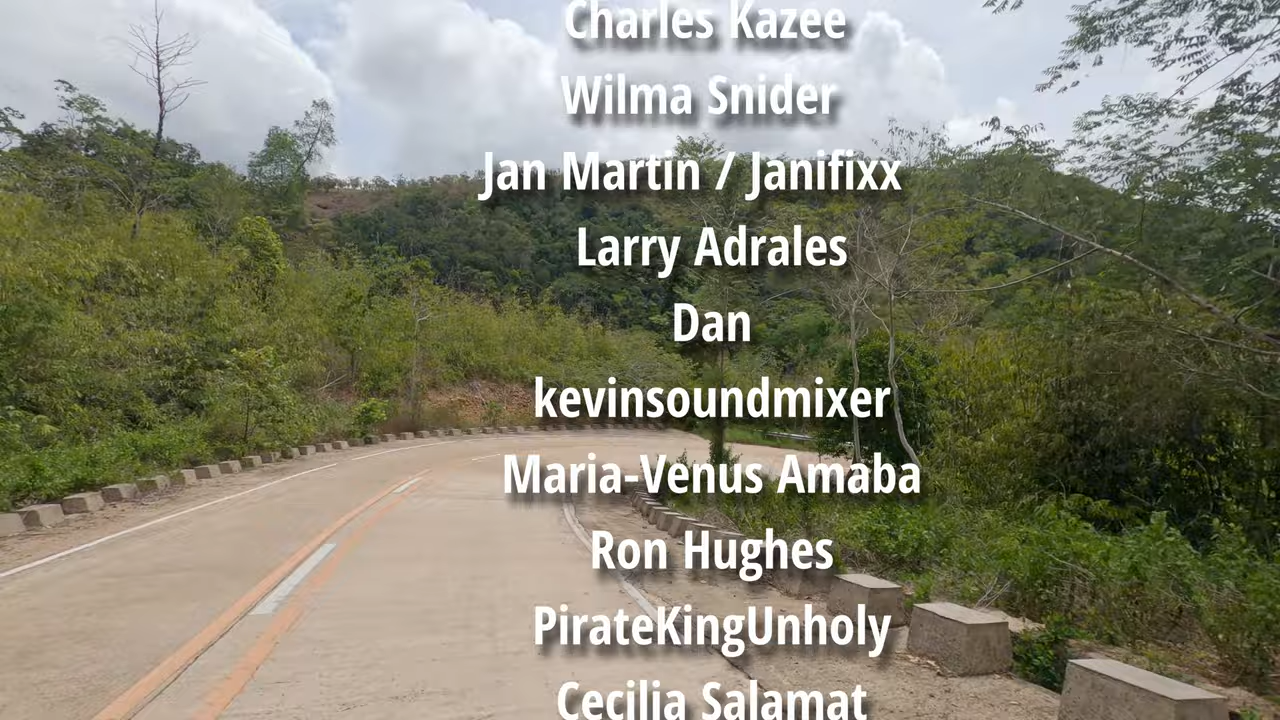 Charles Kazee
Wilma Snider
Jan Martin / Janifixx
Larry Adrales
Dan
kevinsoundmixer
Maria-Venus Amaba
Ron Hughes
PirateKingUnholy
Cecilia Salamat